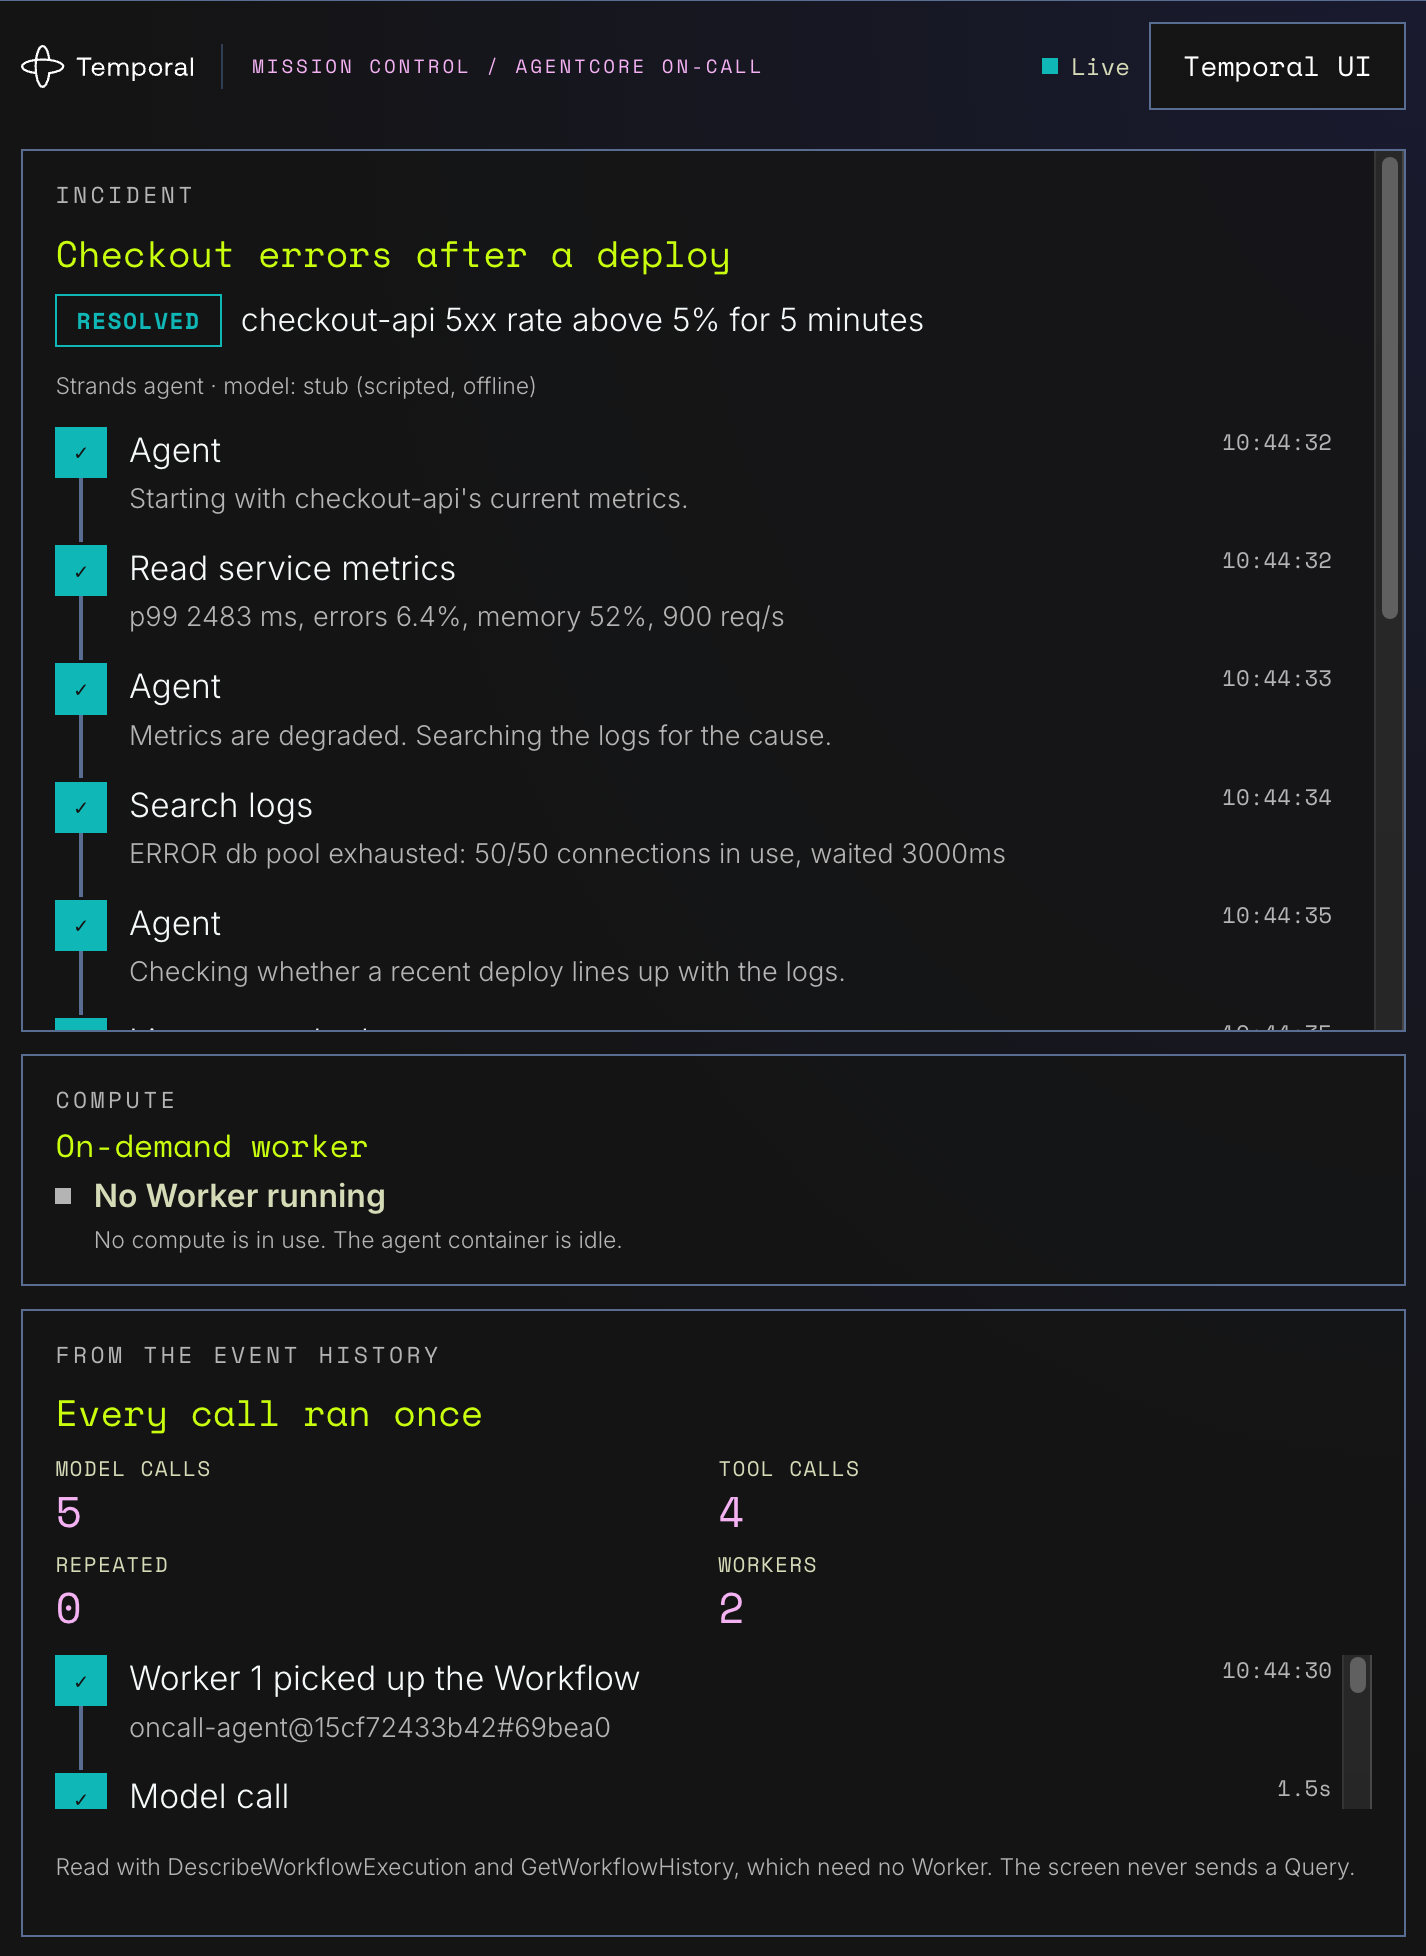 Temporal
MISSION CONTROL / AGENTCORE ON-CALL
Live
Temporal UI
INCIDENT
Checkout errors after a deploy
RESOLVED
checkout-api 5xx rate above 5% for 5 minutes
Strands agent · model: stub (scripted, offline)
✓ Agent 10:44:32
Starting with checkout-api's current metrics.
✓ Read service metrics 10:44:32
p99 2483 ms, errors 6.4%, memory 52%, 900 req/s
✓ Agent 10:44:33
Metrics are degraded. Searching the logs for the cause.
✓ Search logs 10:44:34
ERROR db pool exhausted: 50/50 connections in use, waited 3000ms
✓ Agent 10:44:35
Checking whether a recent deploy lines up with the logs.
COMPUTE
On-demand worker
No Worker running
No compute is in use. The agent container is idle.
FROM THE EVENT HISTORY
Every call ran once
MODEL CALLS
5
TOOL CALLS
4
REPEATED
0
WORKERS
2
✓ Worker 1 picked up the Workflow 10:44:30
oncall-agent@15cf72433b42#69bea0
✓ Model call 1.5s
Read with DescribeWorkflowExecution and GetWorkflowHistory, which need no Worker. The screen never sends a Query.